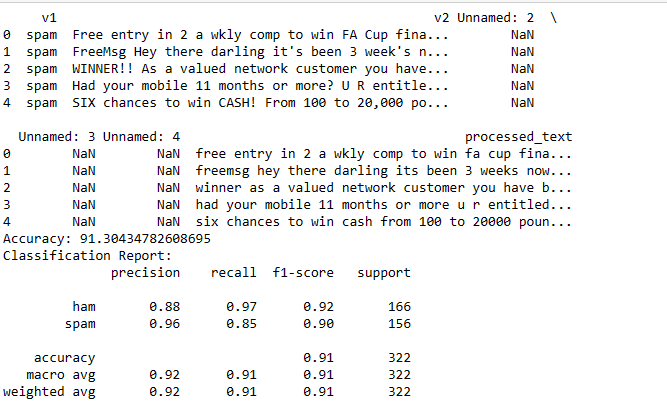 v1 v2 Unnamed: 2 \
0 spam Free entry in 2 a wkly comp to win FA Cup fina... NaN
1 spam FreeMsg Hey there darling it's been 3 week's n... NaN
2 spam WINNER!! As a valued network customer you have... NaN
3 spam Had your mobile 11 months or more? U R entitle... NaN
4 spam SIX chances to win CASH! From 100 to 20,000 po... NaN
Unnamed: 3 Unnamed: 4 processed_text
0 NaN NaN free entry in 2 a wkly comp to win fa cup fina...
1 NaN NaN freemsg hey there darling its been 3 weeks now...
2 NaN NaN winner as a valued network customer you have b...
3 NaN NaN had your mobile 11 months or more u r entitled...
4 NaN NaN six chances to win cash from 100 to 20000 poun...
Accuracy: 91.30434782608695
Classification Report:
precision recall f1-score support
ham 0.88 0.97 0.92 166
spam 0.96 0.85 0.90 156
accuracy 0.91 322
macro avg 0.92 0.91 0.91 322
weighted avg 0.92 0.91 0.91 322